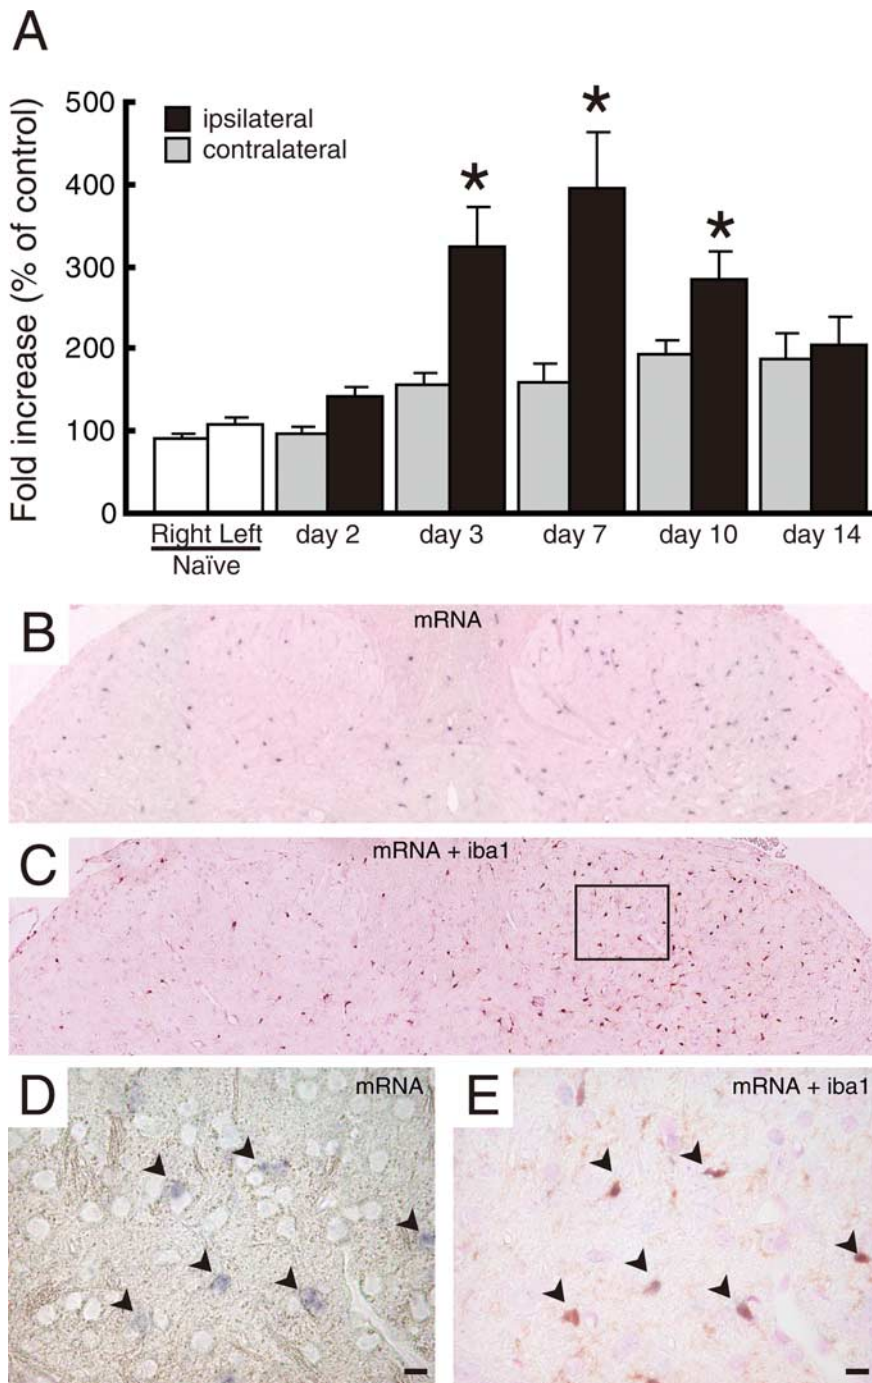 A
Fold increase (% of control)
500
400
300
200
100
0
ipsilateral
contralateral
*
*
*
Right Left
Naïve
day 2
day 3
day 7
day 10
day 14
B
mRNA
C
mRNA + iba1
D
mRNA
E
mRNA + iba1